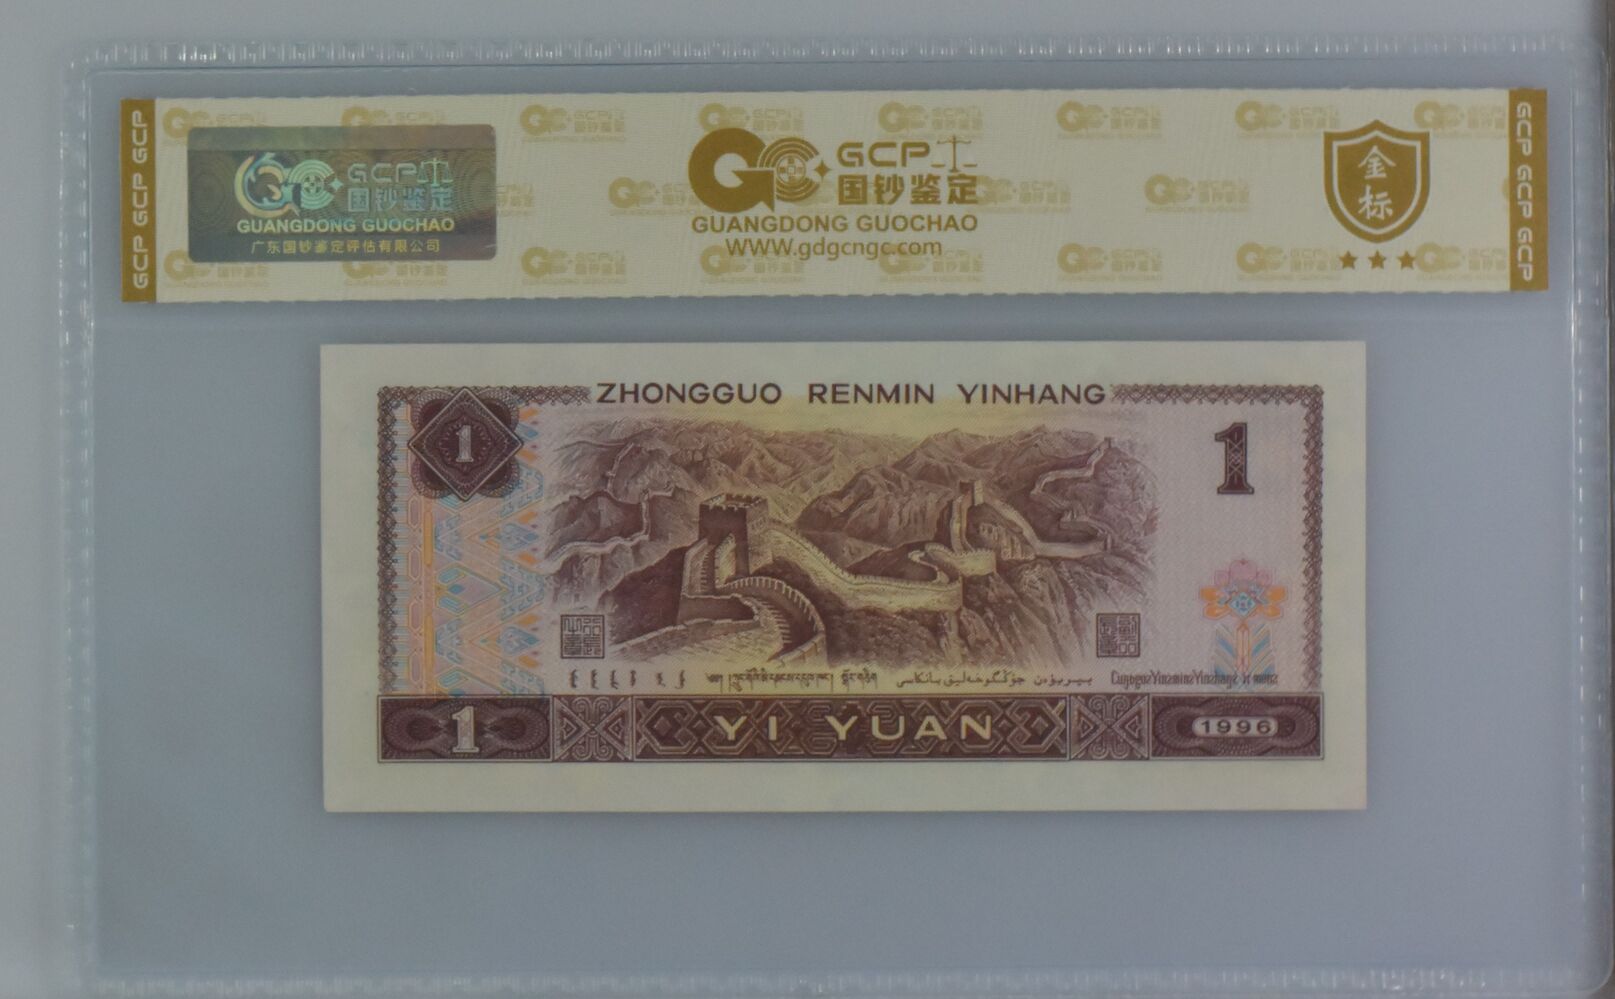 GCP GCP GCP
GCP
国钞鉴定
GUANGDONG GUOCHAO
广东国钞鉴定评估有限公司
GCP
国钞鉴定
GUANGDONG GUOCHAO
WWW.gdgcngc.com
金标
GCP GCP GCP
ZHONGGUO RENMIN YINHANG
1
1
1
YI YUAN
1996